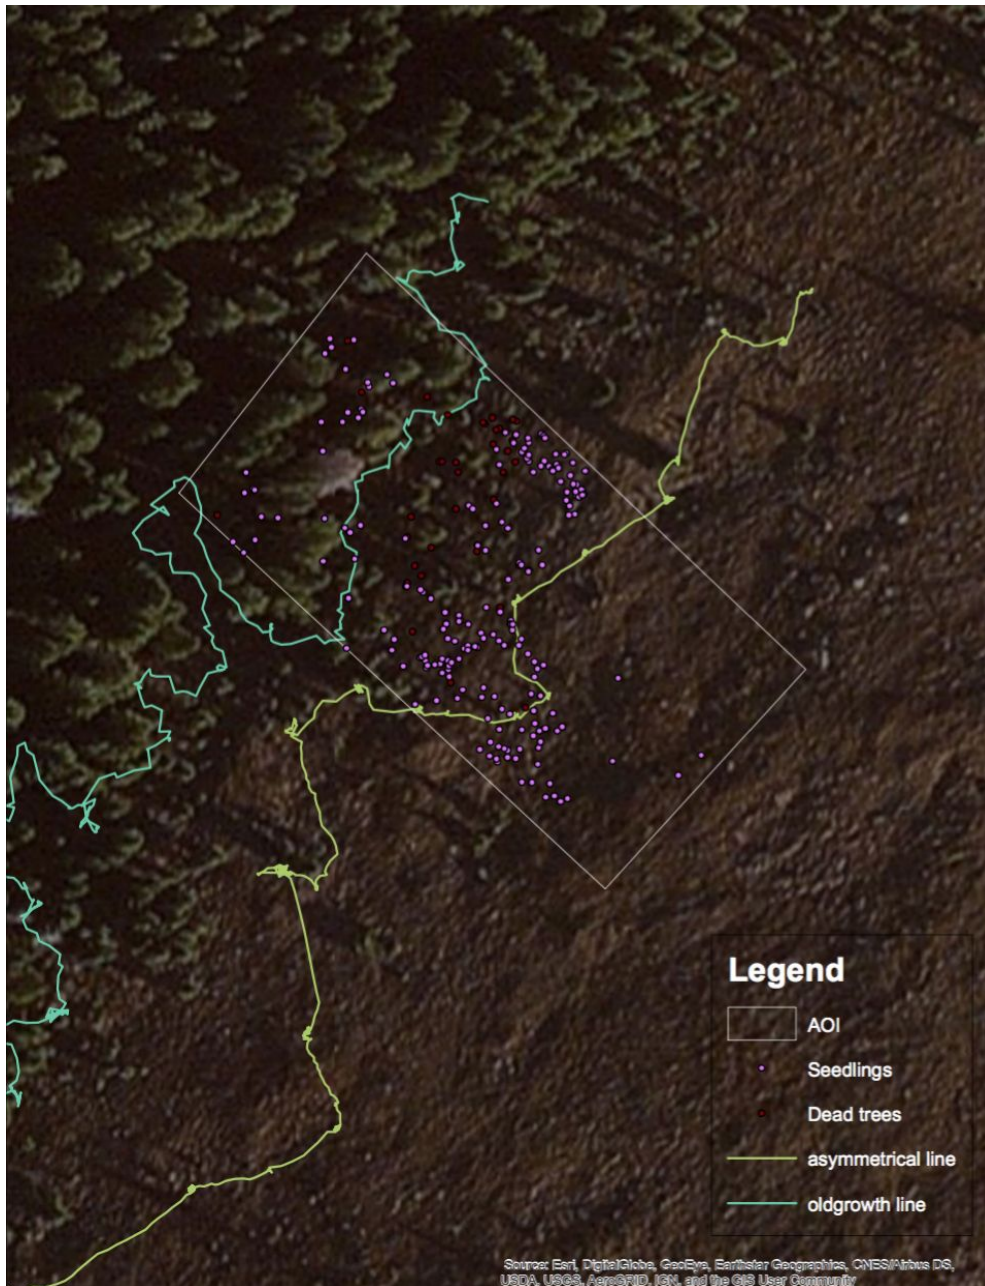 Legend
AOI
Seedlings
Dead trees
asymmetrical line
oldgrowth line
Source: Esri, DigitalGlobe, GeoEye, Earthstar Geographics, CNES/Airbus DS,
USDA, USGS, AeroGRID, IGN, and the GIS User Community